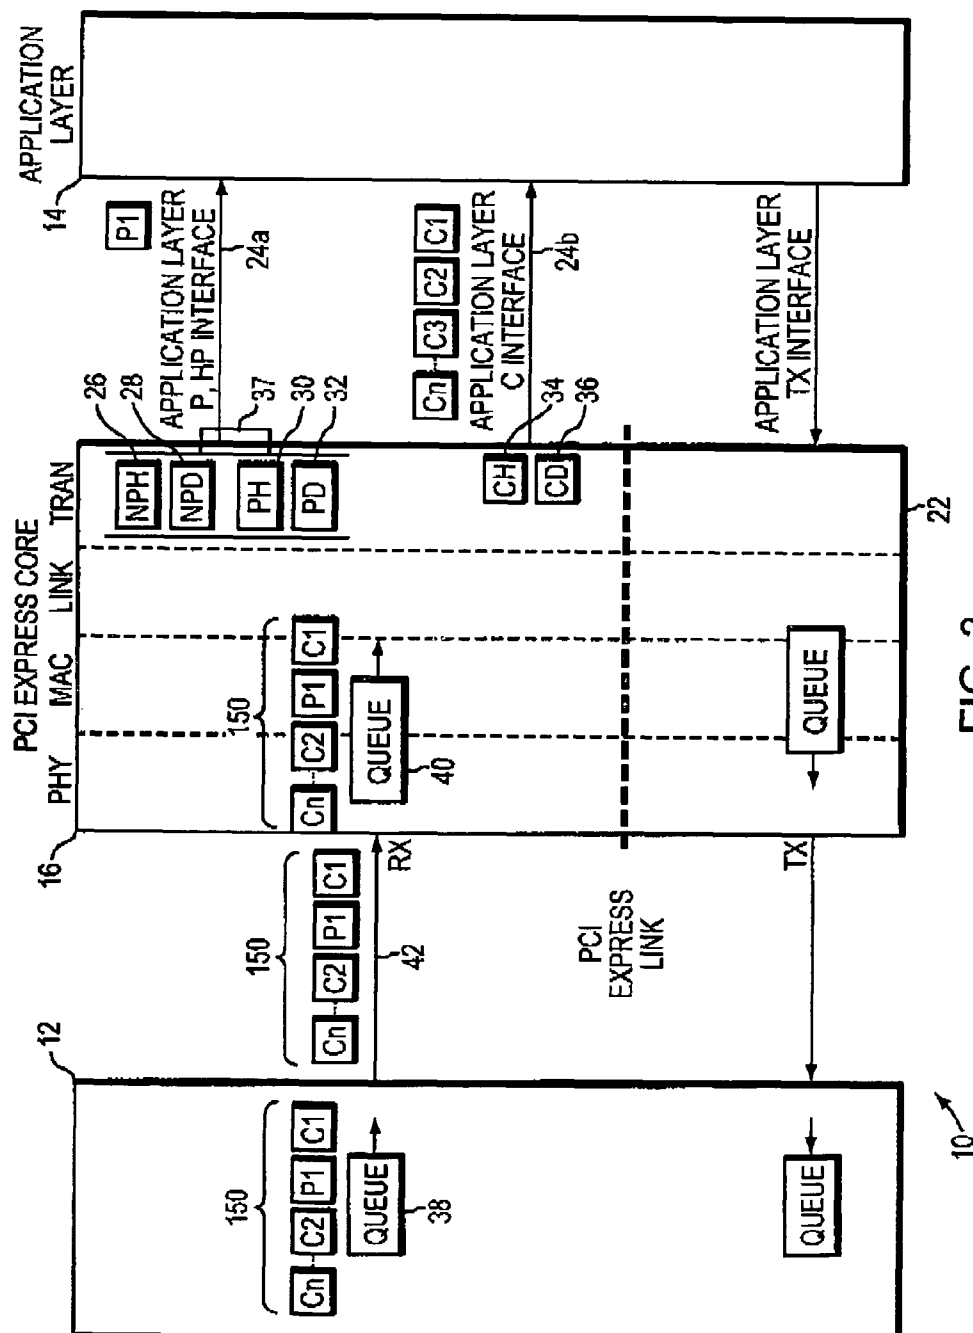 12
16
PCI EXPRESS CORE
14
APPLICATION
LAYER
PHY
MAC
LINK
TRAN
26
NPH
28
NPD
37
PH
30
PD
32
P1
APPLICATION LAYER
P, HP INTERFACE
24a
150
Cn
C2
P1
C1
QUEUE
38
150
Cn
C2
P1
C1
42
RX
150
Cn
C2
P1
C1
QUEUE
40
Cn
C3
C2
C1
APPLICATION LAYER
C INTERFACE
24b
CH
34
CD
36
PCI
EXPRESS
LINK
APPLICATION LAYER
TX INTERFACE
QUEUE
TX
QUEUE
22
10
FIG.